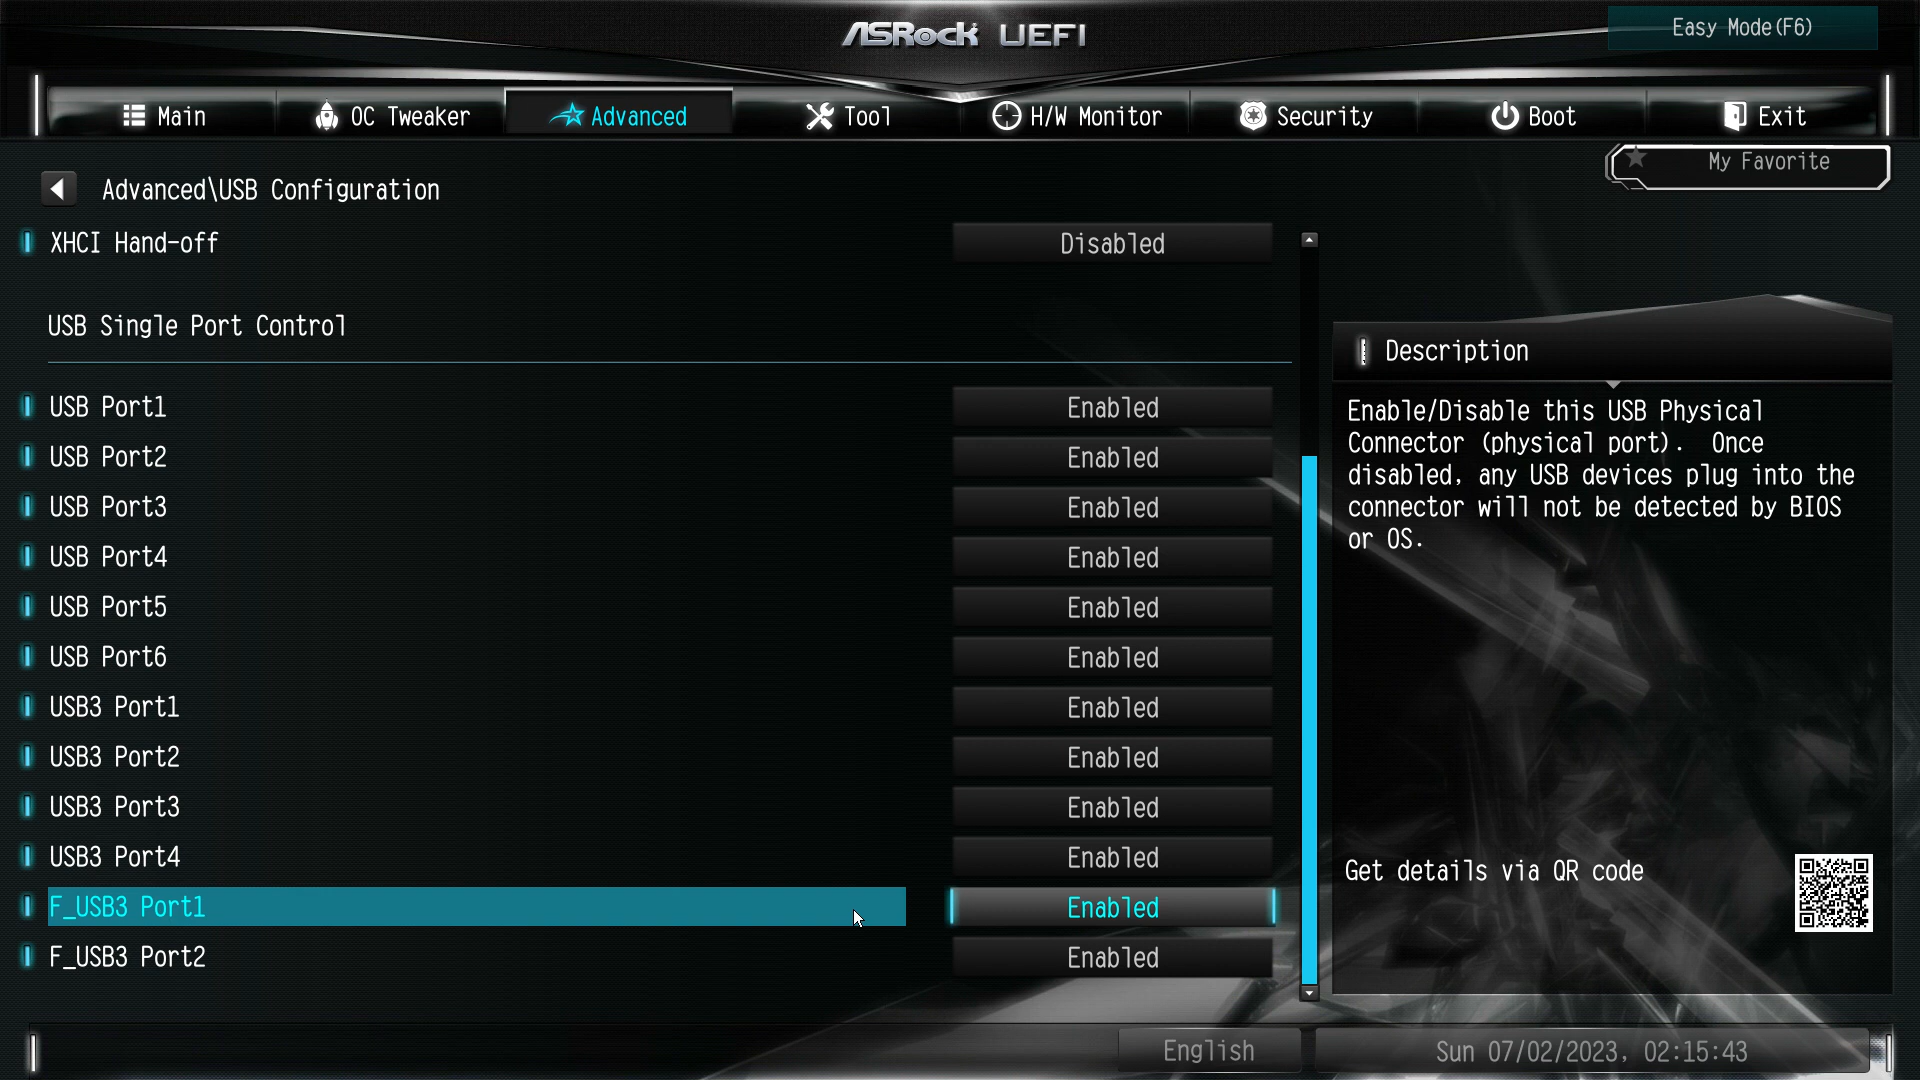 ASRock UEFI
Easy Mode(F6)
Main
OC Tweaker
Advanced
Tool
H/W Monitor
Security
Boot
Exit
My Favorite
Advanced\USB Configuration
XHCI Hand-off Disabled
USB Single Port Control
USB Port1 Enabled
USB Port2 Enabled
USB Port3 Enabled
USB Port4 Enabled
USB Port5 Enabled
USB Port6 Enabled
USB3 Port1 Enabled
USB3 Port2 Enabled
USB3 Port3 Enabled
USB3 Port4 Enabled
F_USB3 Port1 Enabled
F_USB3 Port2 Enabled
Description
Enable/Disable this USB Physical
Connector (physical port).  Once
disabled, any USB devices plug into the
connector will not be detected by BIOS
or OS.
Get details via QR code
English
Sun 07/02/2023, 02:15:43